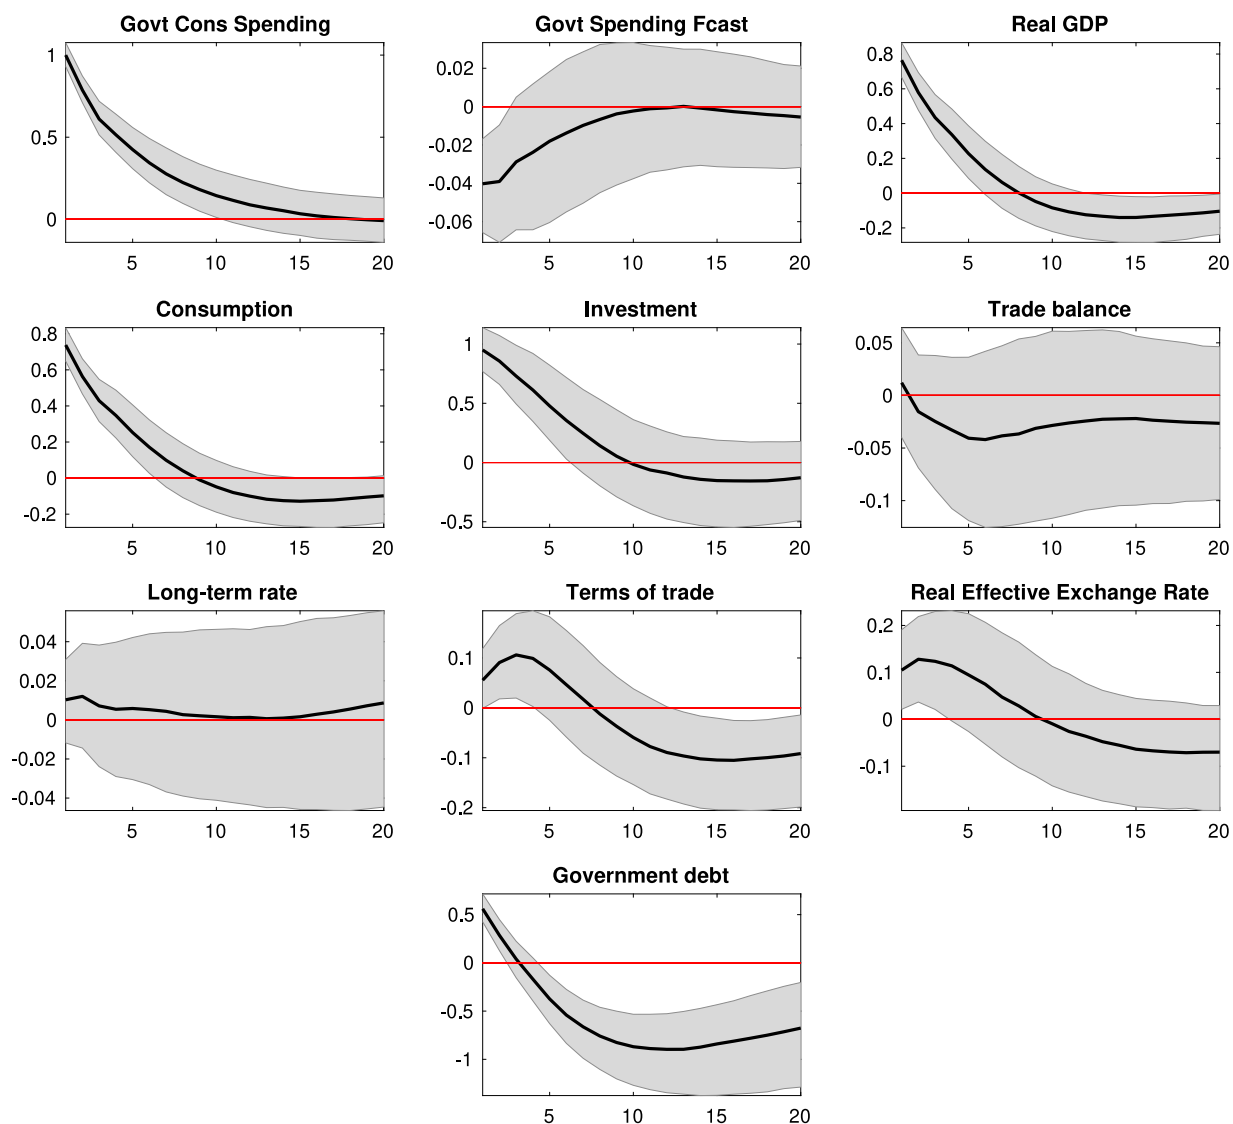 Govt Cons Spending
1
0.5
0
5 10 15 20
Govt Spending Fcast
0.02
0
-0.02
-0.04
-0.06
5 10 15 20
Real GDP
0.8
0.6
0.4
0.2
0
-0.2
5 10 15 20
Consumption
0.8
0.6
0.4
0.2
0
-0.2
5 10 15 20
Investment
1
0.5
0
-0.5
5 10 15 20
Trade balance
0.05
0
-0.05
-0.1
5 10 15 20
Long-term rate
0.04
0.02
0
-0.02
-0.04
5 10 15 20
Terms of trade
0.1
0
-0.1
-0.2
5 10 15 20
Real Effective Exchange Rate
0.2
0.1
0
-0.1
5 10 15 20
Government debt
0.5
0
-0.5
-1
5 10 15 20